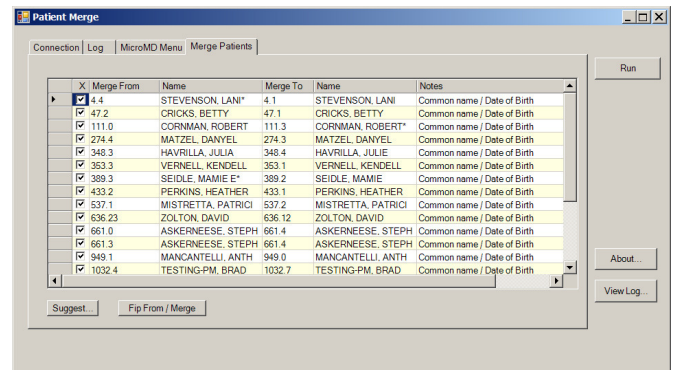 Patient Merge
Connection Log MicroMD Menu Merge Patients
Run
X Merge From Name Merge To Name Notes
4.4 STEVENSON, LANI* 4.1 STEVENSON, LANI Common name / Date of Birth
47.2 CRICKS, BETTY 47.1 CRICKS, BETTY Common name / Date of Birth
111.0 CORNMAN, ROBERT 111.3 CORNMAN, ROBERT* Common name / Date of Birth
274.4 MATZEL, DANYEL 274.3 MATZEL, DANYEL Common name / Date of Birth
348.3 HAVRILLA, JULIA 348.4 HAVRILLA, JULIE Common name / Date of Birth
353.3 VERNELL, KENDELL 353.1 VERNELL, KENDELL Common name / Date of Birth
389.3 SEIDLE, MAMIE E* 389.2 SEIDLE, MAMIE Common name / Date of Birth
433.2 PERKINS, HEATHER 433.1 PERKINS, HEATHER Common name / Date of Birth
537.1 MISTRETTA, PATRICI 537.2 MISTRETTA, PATRICI Common name / Date of Birth
636.23 ZOLTON, DAVID 636.12 ZOLTON, DAVID Common name / Date of Birth
661.0 ASKERNEESE, STEPH 661.4 ASKERNEESE, STEPH Common name / Date of Birth
661.3 ASKERNEESE, STEPH 661.4 ASKERNEESE, STEPH Common name / Date of Birth
949.1 MANCANTELLI, ANTH 949.0 MANCANTELLI, ANTH Common name / Date of Birth
1032.4 TESTING-PM, BRAD 1032.7 TESTING-PM, BRAD Common name / Date of Birth
About...
View Log...
Suggest... Fip From / Merge